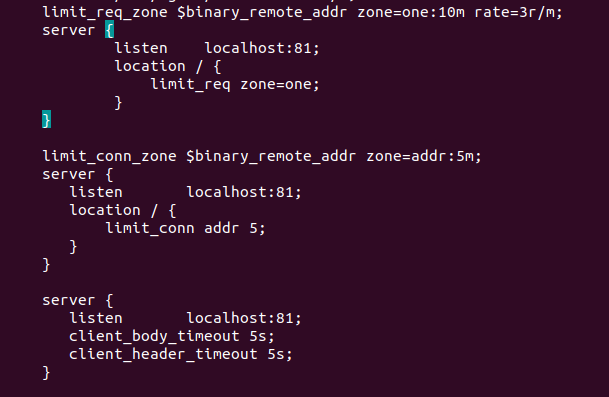 limit_req_zone $binary_remote_addr zone=one:10m rate=3r/m;
server {
listen    localhost:81;
location / {
limit_req zone=one;
}
}
limit_conn_zone $binary_remote_addr zone=addr:5m;
server {
listen       localhost:81;
location / {
limit_conn addr 5;
}
}
server {
listen       localhost:81;
client_body_timeout 5s;
client_header_timeout 5s;
}